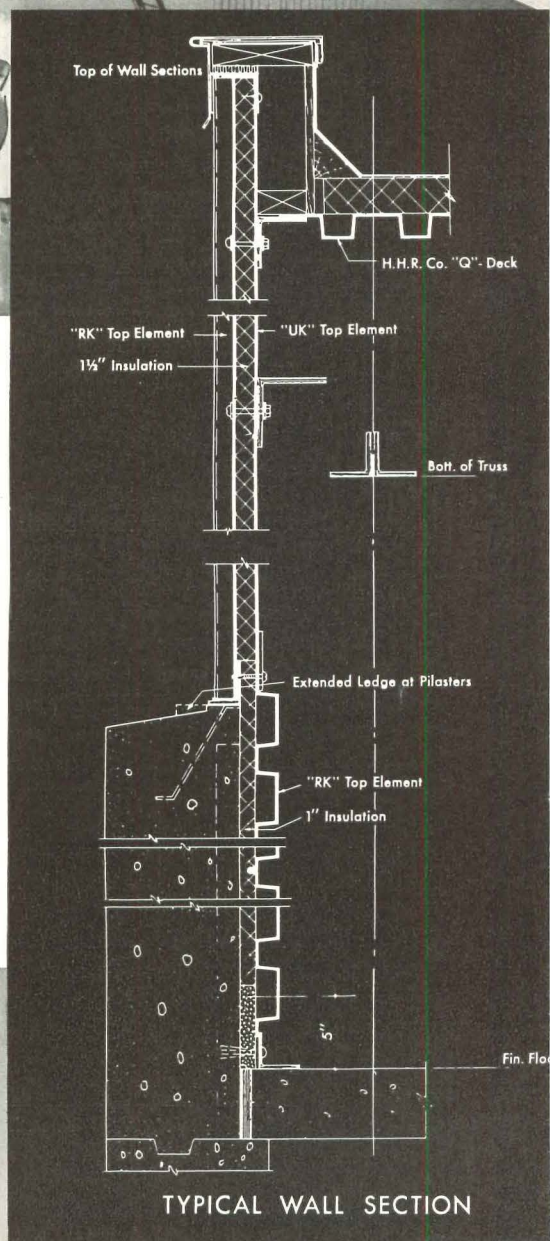 Top of Wall Sections
H.H.R. Co. "Q"- Deck
"RK" Top Element
"UK" Top Element
1½" Insulation
Bott. of Truss
Extended Ledge at Pilasters
"RK" Top Element
1" Insulation
5"
Fin. Floo
TYPICAL WALL SECTION